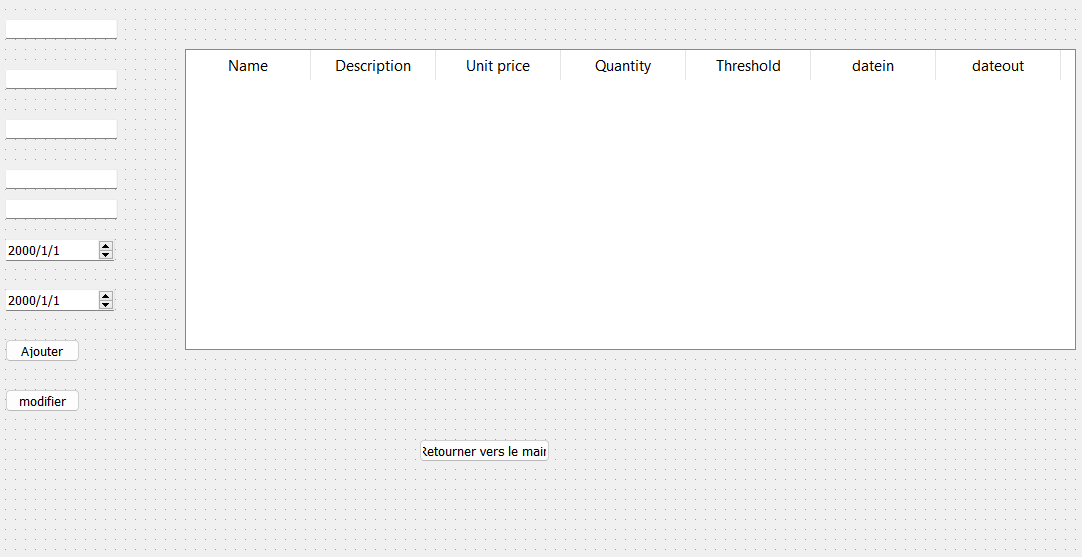 Name Description Unit price Quantity Threshold datein dateout
2000/1/1
2000/1/1
Ajouter
modifier
Retourner vers le mair